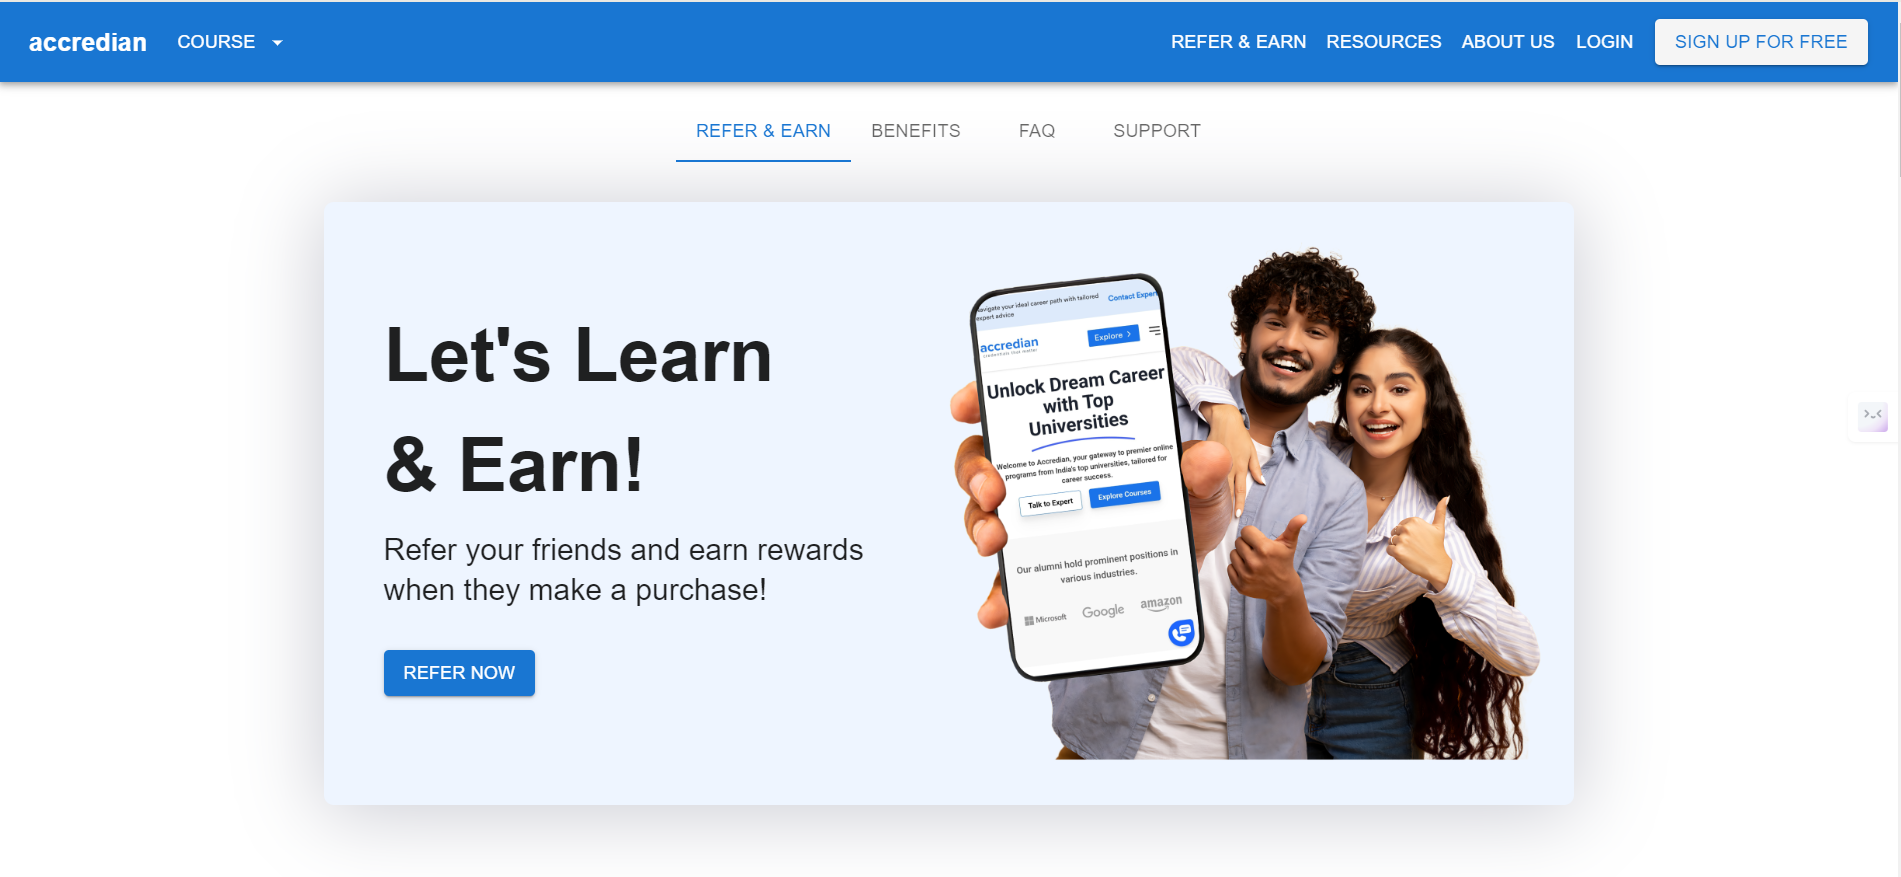 accredian COURSE REFER & EARN RESOURCES ABOUT US LOGIN SIGN UP FOR FREE
REFER & EARN BENEFITS FAQ SUPPORT
Let's Learn
& Earn!
Refer your friends and earn rewards
when they make a purchase!
REFER NOW
avigate your ideal career path with tailored
expert advice
Contact Expert
accredian
credentials that matter
Explore
Unlock Dream Career
with Top
Universities
Welcome to Accredian, your gateway to premier online
programs from India's top universities, tailored for
career success.
Talk to Expert Explore Courses
Our alumni hold prominent positions in
various industries.
Microsoft Google amazon